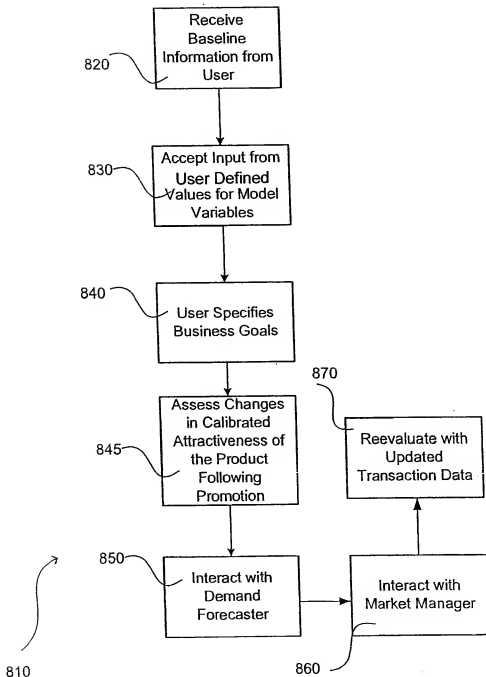 Receive
Baseline
Information from
User
820
Accept Input from
User Defined
Values for Model
Variables
830
840
User Specifies
Business Goals
870
Assess Changes
in Calibrated
Attractiveness of
the Product
Following
Promotion
845
Reevaluate with
Updated
Transaction Data
850
Interact with
Demand
Forecaster
Interact with
Market Manager
810
860